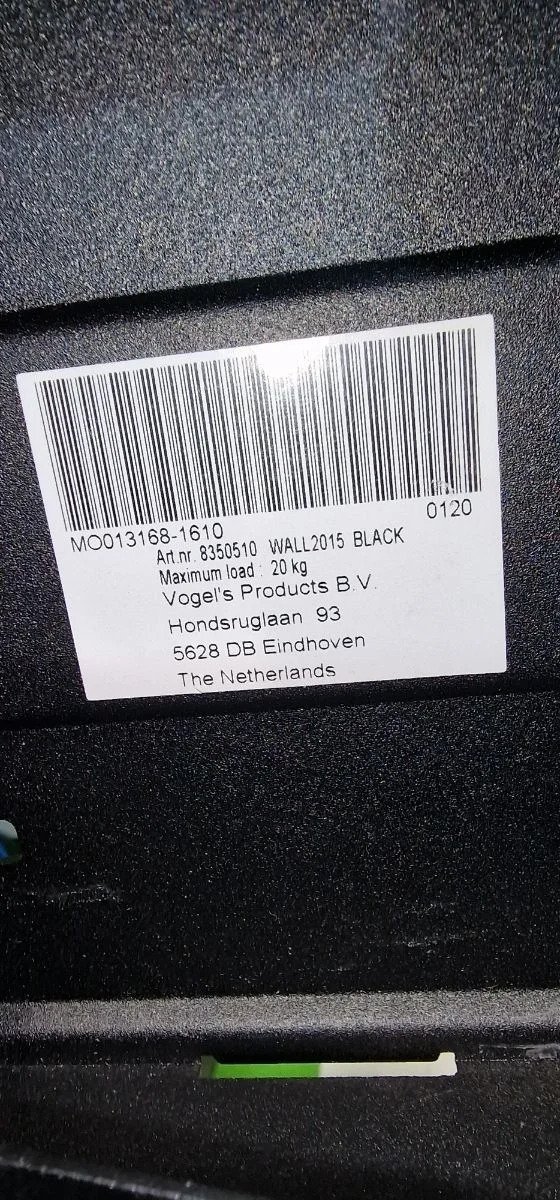 MO013168-1610 0120
Art.nr. 8350510 WALL2015 BLACK
Maximum load : 20 kg
Vogel's Products B.V.
Hondsruglaan 93
5628 DB Eindhoven
The Netherlands